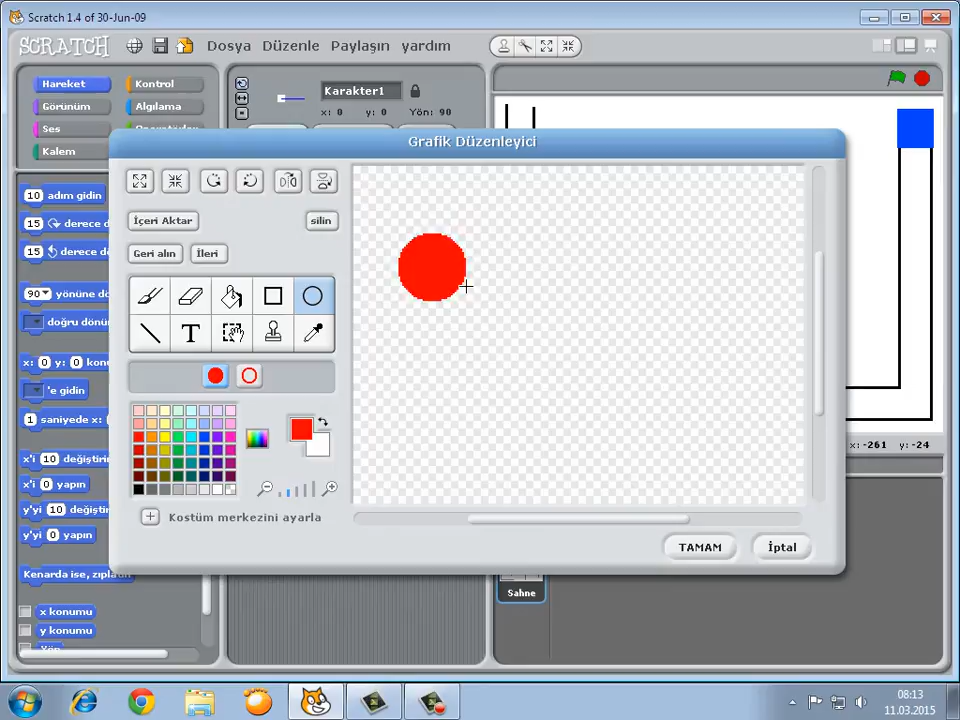 Scratch 1.4 of 30-Jun-09
SCRATCH
Dosya Düzenle Paylaşın yardım
Hareket Kontrol
Görünüm Algılama
Ses
Kalem
Karakter1
x: 0 y: 0 Yön: 90
Grafik Düzenleyici
İçeri Aktar silin
Geri alın İleri
T
Kostüm merkezini ayarla
TAMAM İptal
10 adım gidin
15 derece d
15 derece d
90 yönüne d
doğru dönü
x: 0 y: 0 konu
'e gidin
1 saniyede x:
x'i 10 değiştirin
x'i 0 yapın
y'yi 10 değiştir
y'yi 0 yapın
Kenarda ise, zıplatın
x konumu
y konumu
Yön
x: -261 y: -24
Sahne
08:13
11.03.2015